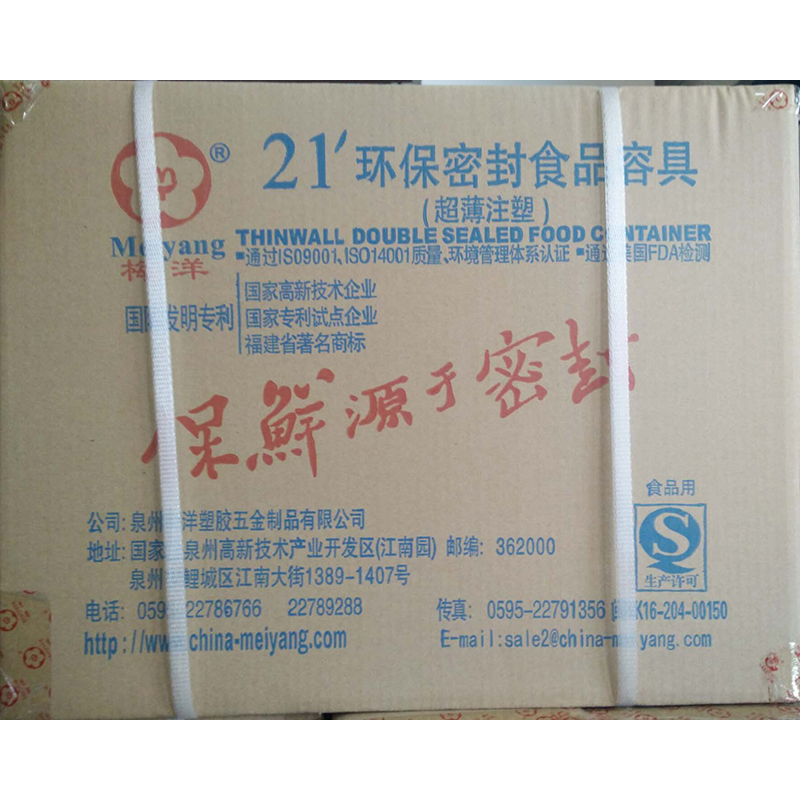 ®
21′环保密封食品容具
(超薄注塑)
Meiyang
梅洋
THINWALL DOUBLE SEALED FOOD CONTAINER
▪通过ISO9001,ISO14001质量、环境管理体系认证 ▪通过美国FDA检测
国际发明专利
国家高新技术企业
国家专利试点企业
福建省著名商标
保鲜源于密封
食品用
S
生产许可
公司: 泉州梅洋塑胶五金制品有限公司
地址: 国家 泉州高新技术产业开发区(江南园) 邮编: 362000
泉州 鲤城区江南大街1389-1407号
电话: 0595-22786766 22789288
传真: 0595-22791356
K16-204-00150
http://www.china-meiyang.com
E-mail:sale2@china-meiyang.com